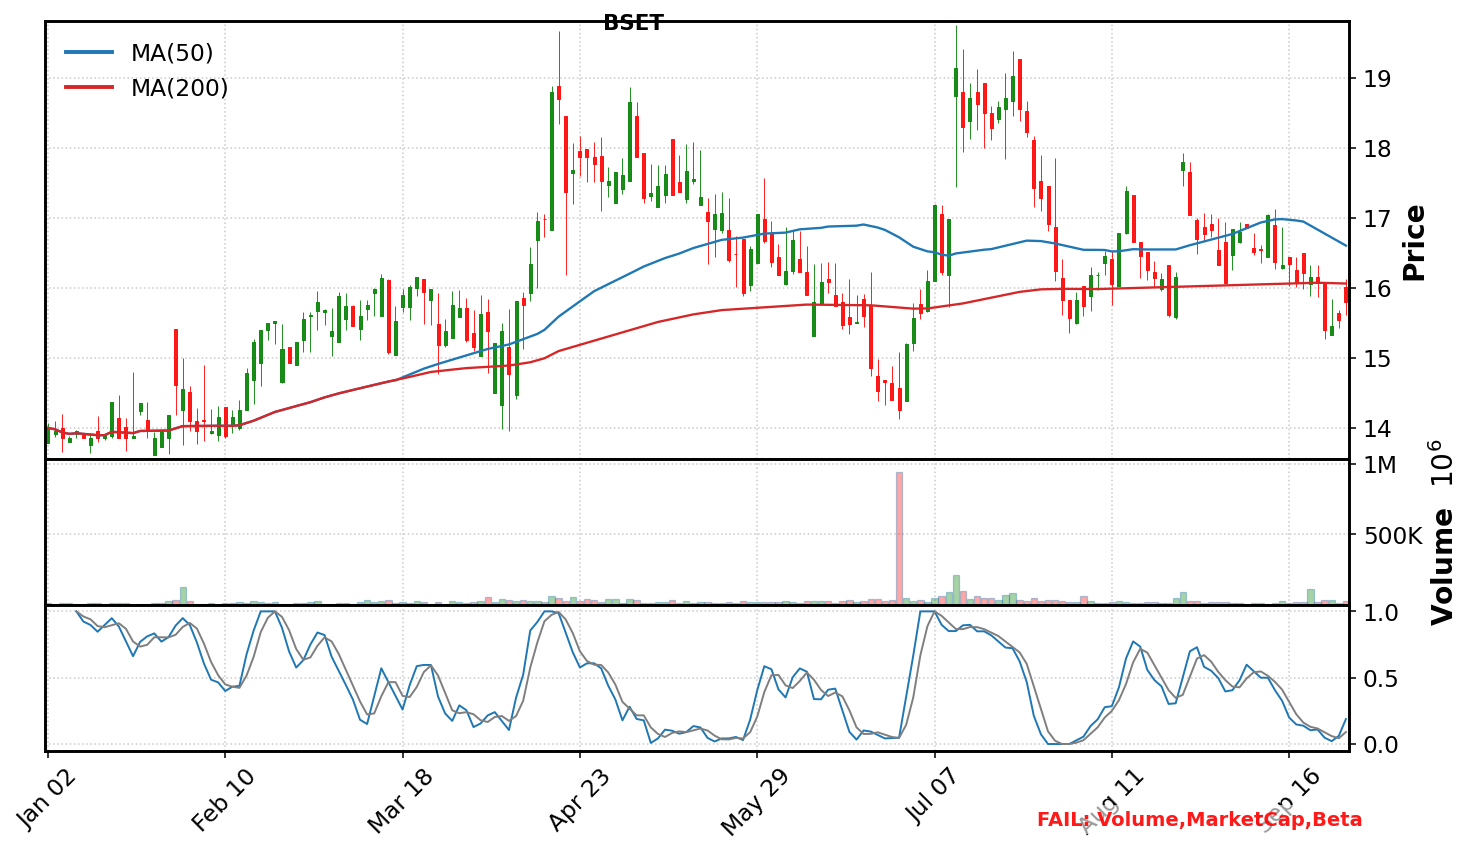 BSET
MA(50)
MA(200)
19
18
17
16
15
14
Price
1M
500K
Volume 10^6
1.0
0.5
0.0
Jan 02
Feb 10
Mar 18
Apr 23
May 29
Jul 07
Aug 11
Sep 16
FAIL: Volume,MarketCap,Beta